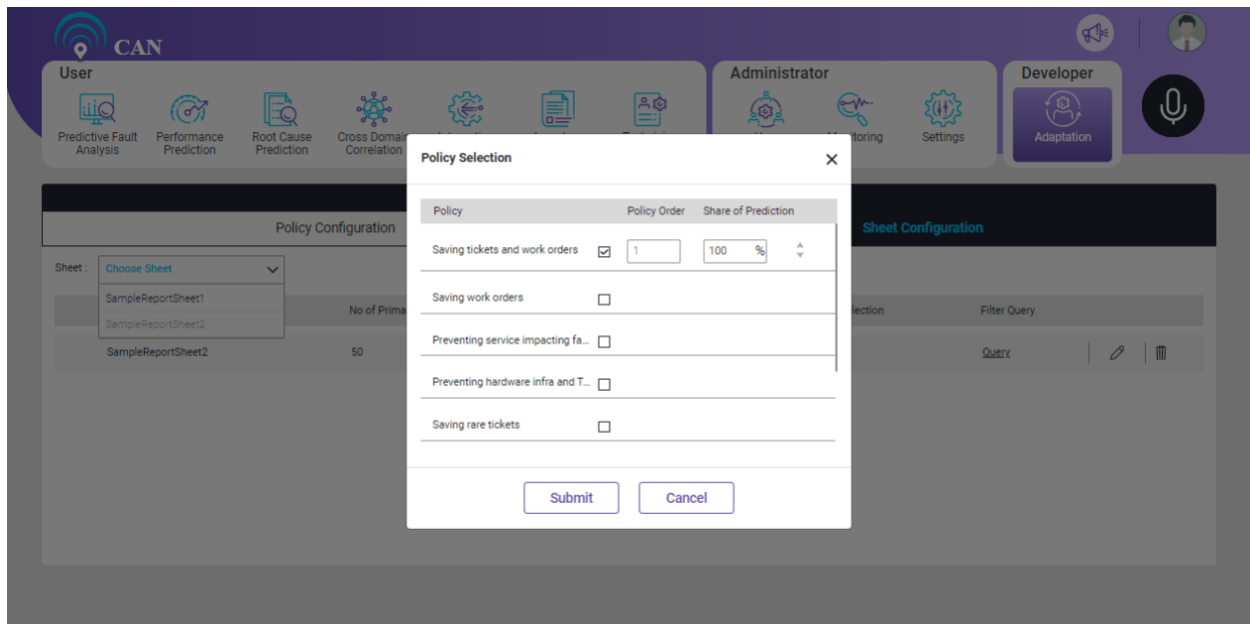 CAN
User
Administrator
Developer
Predictive Fault
Analysis
Performance
Prediction
Root Cause
Prediction
Cross Domain
Correlation
Settings
Adaptation
Policy Selection
Policy Policy Order Share of Prediction
Saving tickets and work orders 1 100 %
Saving work orders
Preventing service impacting fa...
Preventing hardware infra and T...
Saving rare tickets
Submit Cancel
Policy Configuration
Sheet Configuration
Sheet : Choose Sheet
SampleReportSheet1
SampleReportSheet2
No of Prima
lection
Filter Query
SampleReportSheet2 50 Query